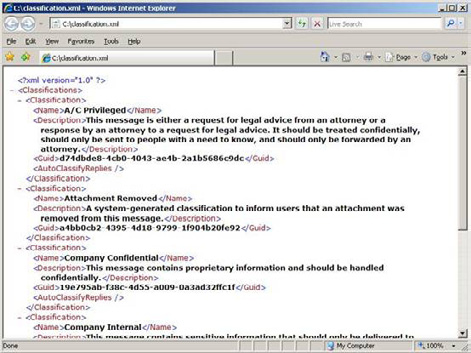 C:\classification.xml - Windows Internet Explorer
C:\classification.xml
Live Search
File Edit View Favorites Tools Help
C:\classification.xml
Page Tools
<?xml version="1.0" ?>
- <Classifications>
- <Classification>
<Name>A/C Privileged</Name>
<Description>This message is either a request for legal advice from an attorney or a
response by an attorney to a request for legal advice. It should be treated confidentially,
should only be sent to people with a need to know, and should only be forwarded by an
attorney.</Description>
<Guid>d74dbde8-4cb0-4043-ae4b-2a1b5686c9dc</Guid>
<AutoClassifyReplies />
</Classification>
- <Classification>
<Name>Attachment Removed</Name>
<Description>A system-generated classification to inform users that an attachment was
removed from this message.</Description>
<Guid>a4bb0cb2-4395-4d18-9799-1f904b20fe92</Guid>
</Classification>
- <Classification>
<Name>Company Confidential</Name>
<Description>This message contains proprietary information and should be handled
confidentially.</Description>
<Guid>19e795ab-f38c-4d55-a009-0a3ad32ffc1f</Guid>
<AutoClassifyReplies />
</Classification>
- <Classification>
<Name>Company Internal</Name>
<Description>This message contains sensitive information that should only be delivered to
Done
My Computer
100%